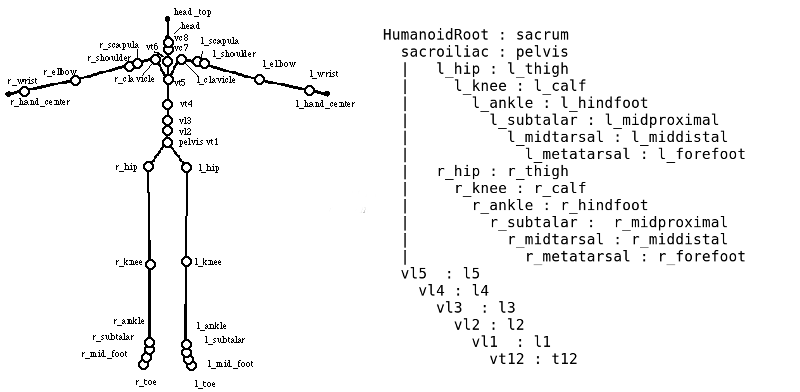 head_top
head
vc8
vc7
r_scapula
vt6
l_scapula
r_shoulder
l_shoulder
r_elbow
l_elbow
r_wrist
r_clavicle
l_clavicle
l_wrist
vt5
r_hand_center
l_hand_center
vt4
vl3
vl2
pelvis vt1
r_hip
l_hip
r_knee
l_knee
r_ankle
l_ankle
r_subtalar
l_subtalar
r_mid_foot
l_mid_foot
r_toe
l_toe
HumanoidRoot : sacrum
sacroiliac : pelvis
| l_hip : l_thigh
| l_knee : l_calf
| l_ankle : l_hindfoot
| l_subtalar : l_midproximal
| l_midtarsal : l_middistal
| l_metatarsal : l_forefoot
| r_hip : r_thigh
| r_knee : r_calf
| r_ankle : r_hindfoot
| r_subtalar : r_midproximal
| r_midtarsal : r_middistal
| r_metatarsal : r_forefoot
vl5 : l5
vl4 : l4
vl3 : l3
vl2 : l2
vl1 : l1
vt12 : t12